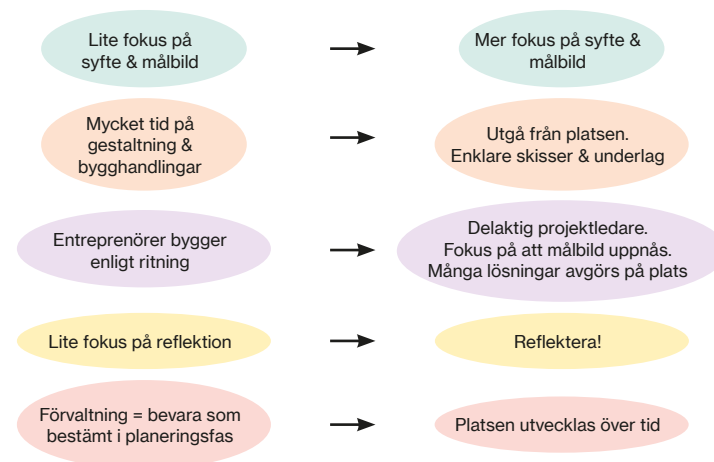 Lite fokus på
syfte & målbild
Mer fokus på syfte &
målbild
Mycket tid på
gestaltning &
bygghandlingar
Utgå från platsen.
Enklare skisser & underlag
Entreprenörer bygger
enligt ritning
Delaktig projektledare.
Fokus på att målbild uppnås.
Många lösningar avgörs på plats
Lite fokus på reflektion
Reflektera!
Förvaltning = bevara som
bestämt i planeringsfas
Platsen utvecklas över tid